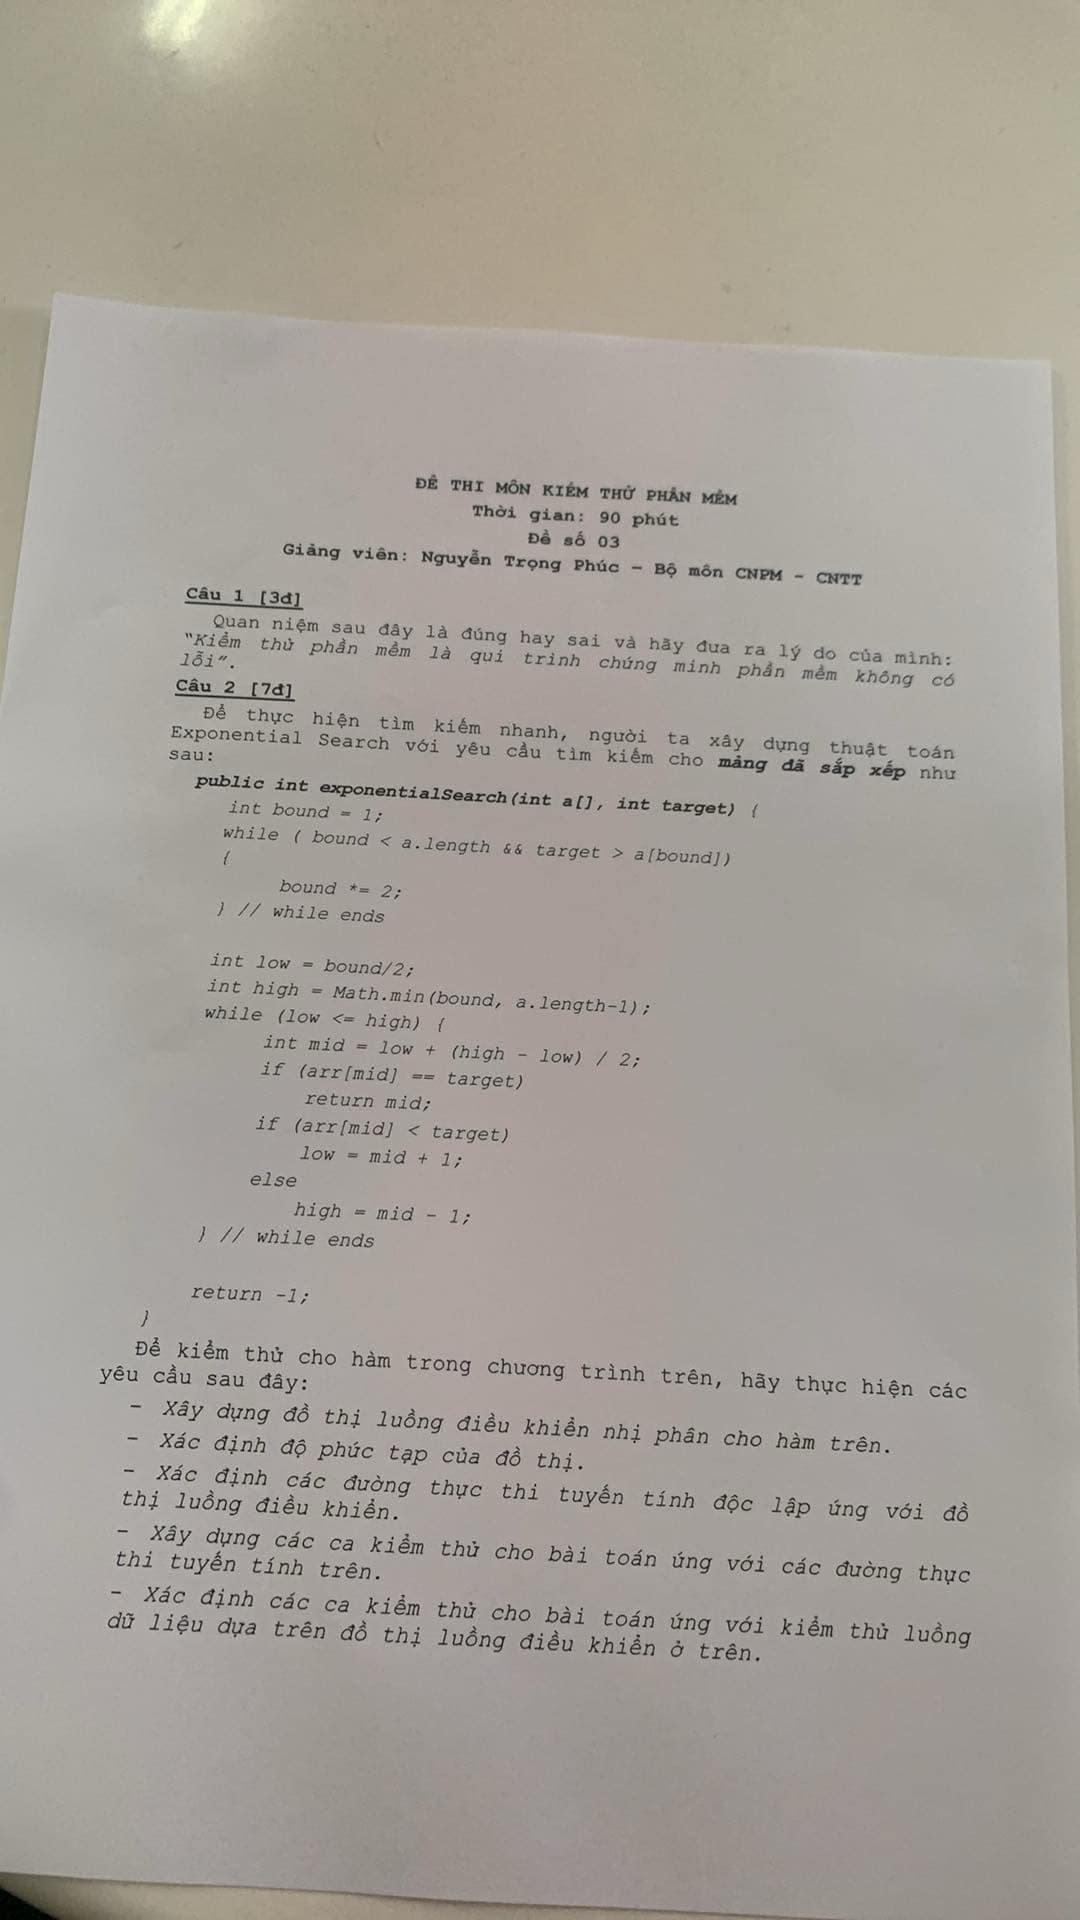 ĐỀ THI MÔN KIỂM THỬ PHẦN MỀM
Thời gian: 90 phút
Đề số 03
Giảng viên: Nguyễn Trọng Phúc – Bộ môn CNPM - CNTT
Câu 1 [3đ]
Quan niệm sau đây là đúng hay sai và hãy đưa ra lý do của mình:
"Kiểm thử phần mềm là qui trình chứng minh phần mềm không có
lỗi".
Câu 2 [7đ]
Để thực hiện tìm kiếm nhanh, người ta xây dựng thuật toán
Exponential Search với yêu cầu tìm kiếm cho mảng đã sắp xếp như
sau:
public int exponentialSearch(int a[], int target) {
int bound = 1;
while ( bound < a.length && target > a[bound])
{
bound *= 2;
} // while ends
int low = bound/2;
int high = Math.min(bound, a.length-1);
while (low <= high) {
int mid = low + (high - low) / 2;
if (arr[mid] == target)
return mid;
if (arr[mid] < target)
low = mid + 1;
else
high = mid - 1;
} // while ends
return -1;
}
Để kiểm thử cho hàm trong chương trình trên, hãy thực hiện các
yêu cầu sau đây:
- Xây dựng đồ thị luồng điều khiển nhị phân cho hàm trên.
- Xác định độ phức tạp của đồ thị.
- Xác định các đường thực thi tuyến tính độc lập ứng với đồ
thị luồng điều khiển.
- Xây dựng các ca kiểm thử cho bài toán ứng với các đường thực
thi tuyến tính trên.
- Xác định các ca kiểm thử cho bài toán ứng với kiểm thử luồng
dữ liệu dựa trên đồ thị luồng điều khiển ở trên.